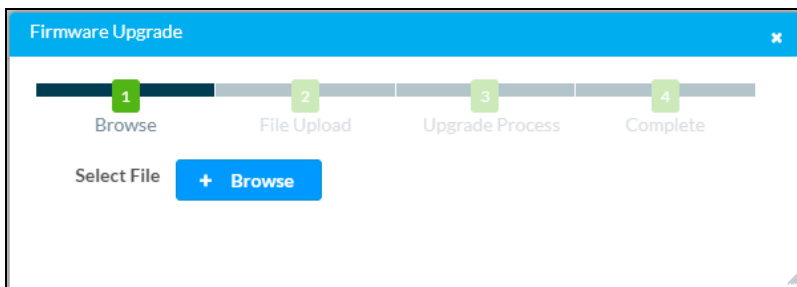 Firmware Upgrade
1 2 3 4
Browse File Upload Upgrade Process Complete
Select File + Browse